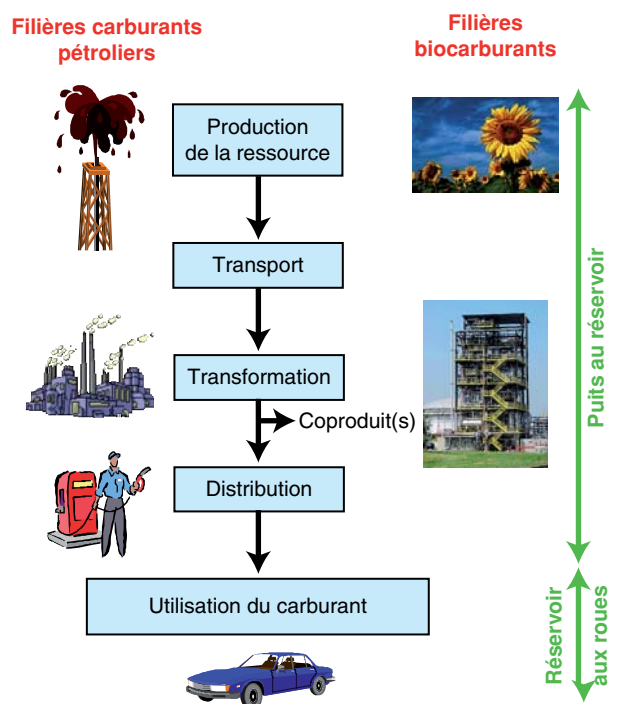 Filières carburants
pétroliers
Filières
biocarburants
Production
de la ressource
Transport
Transformation
Coproduit(s)
Distribution
Utilisation du carburant
Puits au réservoir
Réservoir
aux roues